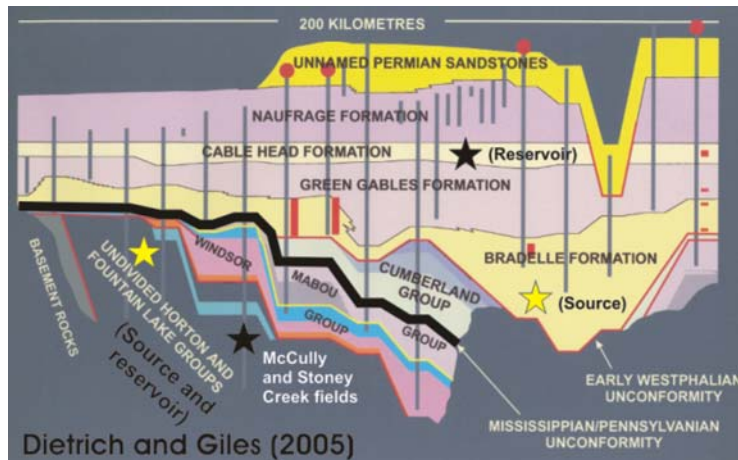 200 KILOMETRES
UNNAMED PERMIAN SANDSTONES
NAUFRAGE FORMATION
CABLE HEAD FORMATION
(Reservoir)
GREEN GABLES FORMATION
BRADELLE FORMATION
(Source)
BASEMENT ROCKS
UNDIVIDED HORTON AND
FOUNTAIN LAKE GROUPS
(Source and
reservoir)
WINDSOR
GROUP
MABOU
GROUP
CUMBERLAND
GROUP
McCully
and Stoney
Creek fields
EARLY WESTPHALIAN
UNCONFORMITY
MISSISSIPPIAN/PENNSYLVANIAN
UNCONFORMITY
Dietrich and Giles (2005)